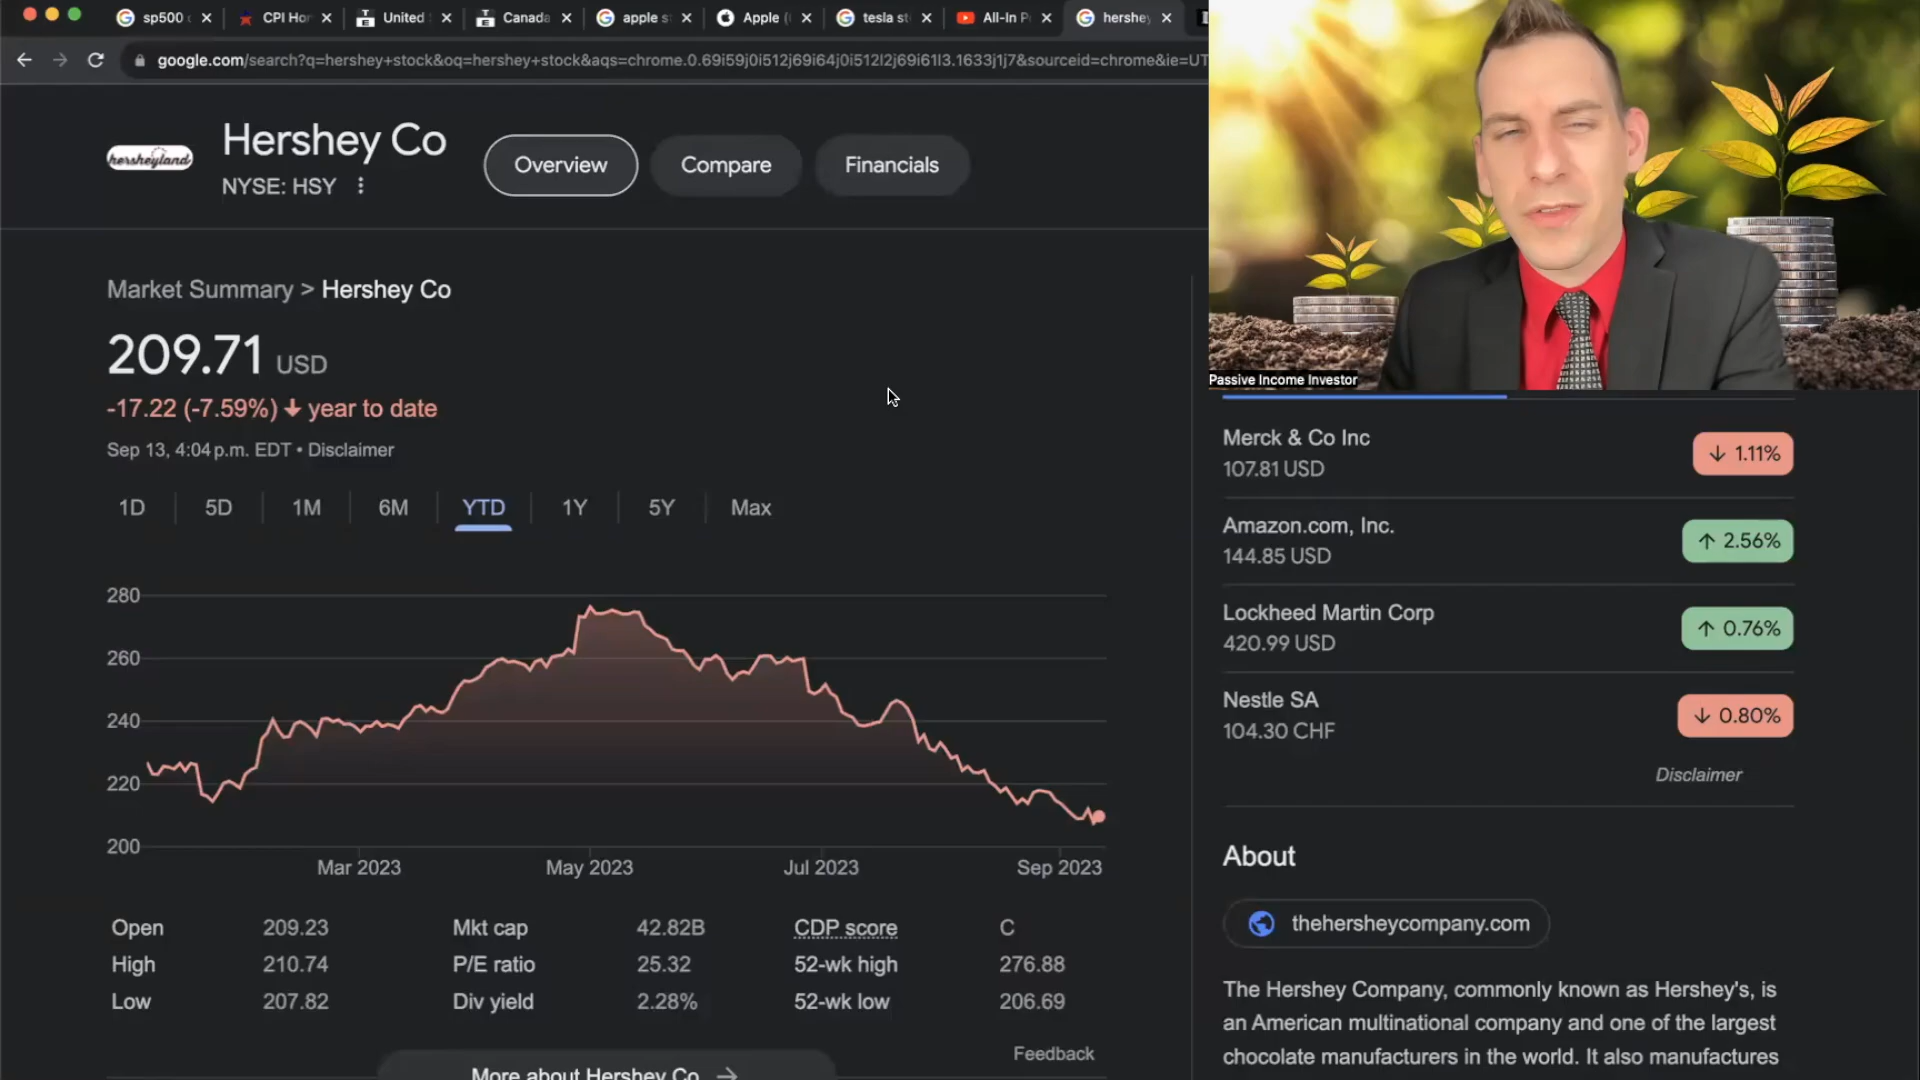 sp500
CPI Ho
United
Canada
apple s
Apple (
tesla st
All-In P
hershey
google.com/search?q=hershey+stock&oq=hershey+stock&aqs=chrome.0.69i59j0i512j69i64j0i512l2j69i61l3.1633j1j7&sourceid=chrome&ie=UT
hersheyland
Hershey Co
NYSE: HSY
Overview
Compare
Financials
Market Summary > Hershey Co
209.71 USD
-17.22 (-7.59%) year to date
Sep 13, 4:04 p.m. EDT • Disclaimer
1D 5D 1M 6M YTD 1Y 5Y Max
280
260
240
220
200
Mar 2023 May 2023 Jul 2023 Sep 2023
Open 209.23 Mkt cap 42.82B CDP score C
High 210.74 P/E ratio 25.32 52-wk high 276.88
Low 207.82 Div yield 2.28% 52-wk low 206.69
Feedback
More about Hershey Co
Passive Income Investor
Merck & Co Inc
107.81 USD
1.11%
Amazon.com, Inc.
144.85 USD
2.56%
Lockheed Martin Corp
420.99 USD
0.76%
Nestle SA
104.30 CHF
0.80%
Disclaimer
About
thehersheycompany.com
The Hershey Company, commonly known as Hershey's, is
an American multinational company and one of the largest
chocolate manufacturers in the world. It also manufactures